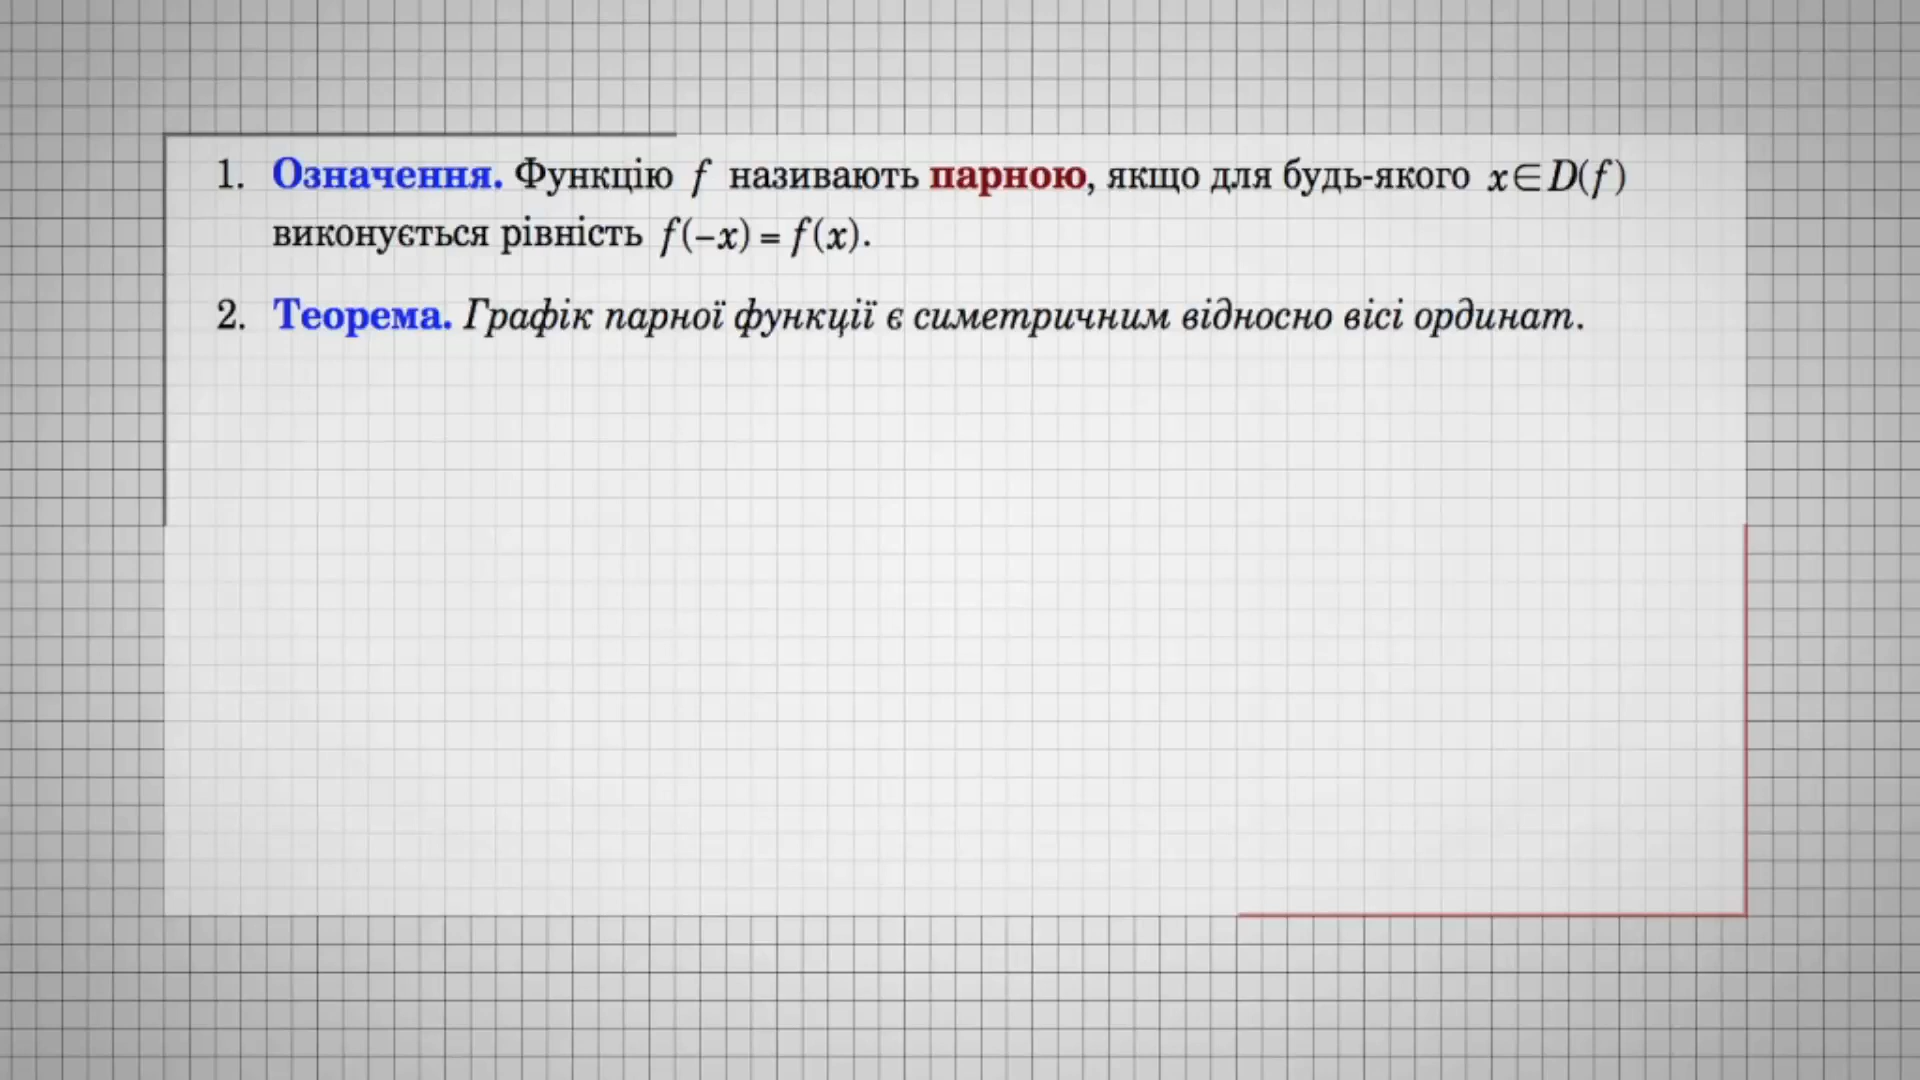 1. Означення. Функцію f називають парною, якщо для будь-якого x∈D(f)
виконується рівність f(–x) = f(x).
2. Теорема. Графік парної функції є симетричним відносно вісі ординат.